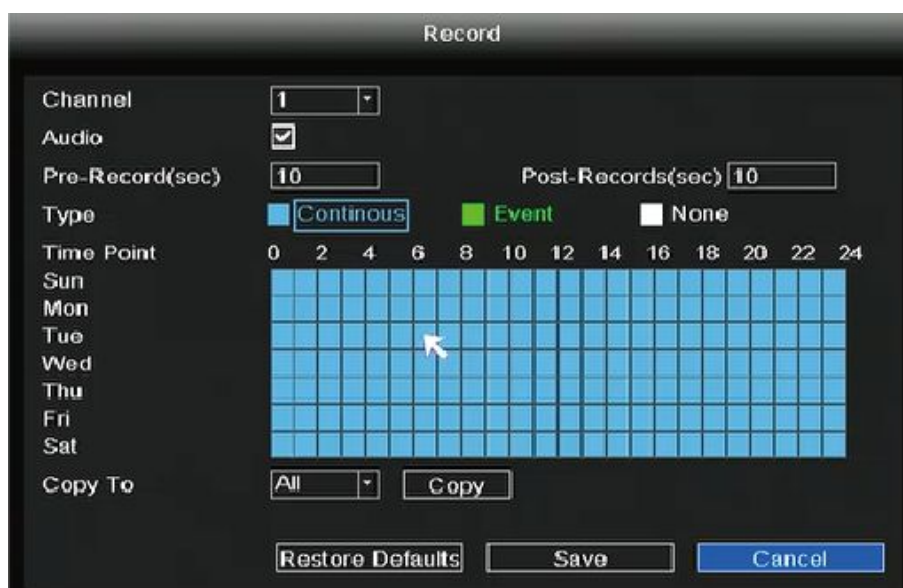 Record
Channel 1
Audio
Pre-Record(sec) 10 Post-Records(sec) 10
Type Continous Event None
Time Point 0 2 4 6 8 10 12 14 16 18 20 22 24
Sun
Mon
Tue
Wed
Thu
Fri
Sat
Copy To All Copy
Restore Defaults Save Cancel